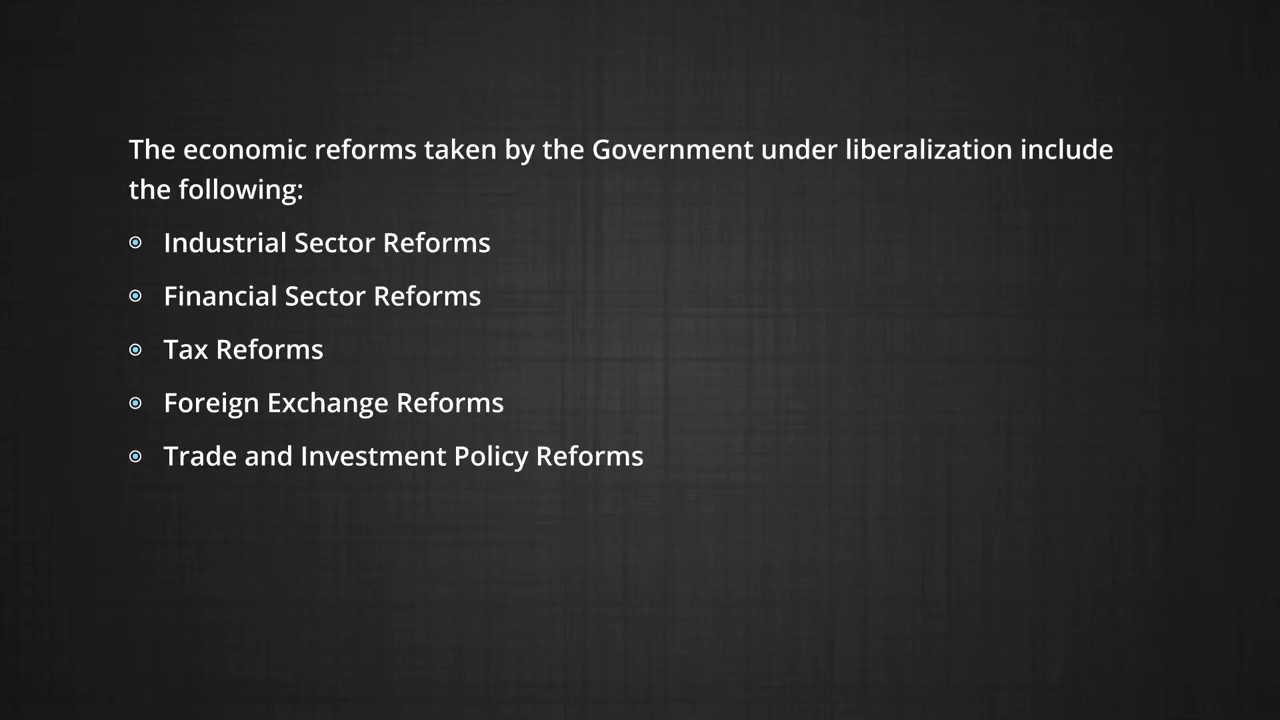 The economic reforms taken by the Government under liberalization include
the following:
Industrial Sector Reforms
Financial Sector Reforms
Tax Reforms
Foreign Exchange Reforms
Trade and Investment Policy Reforms